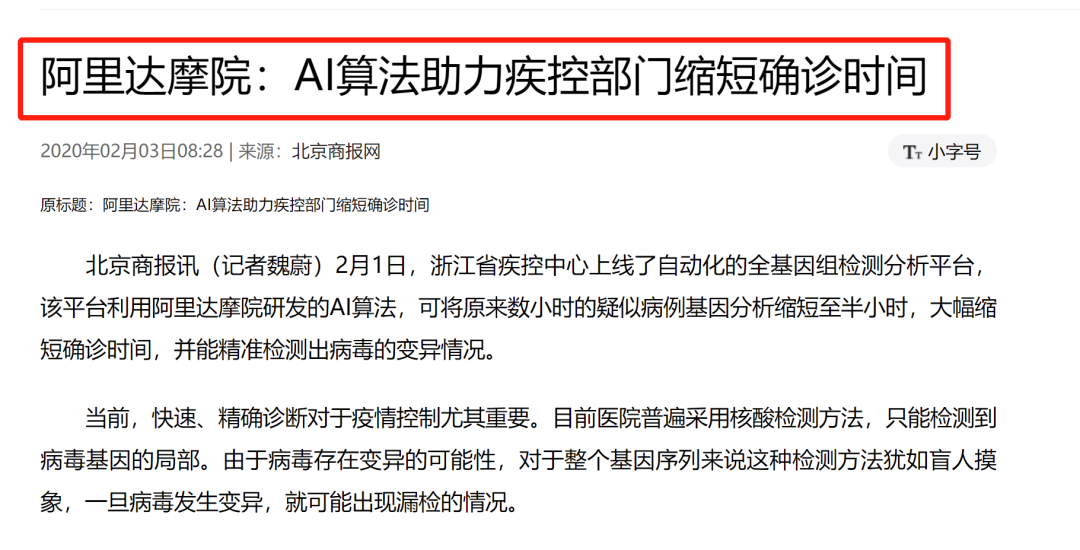 阿里达摩院：AI算法助力疾控部门缩短确诊时间
2020年02月03日08:28 | 来源：北京商报网
TT 小字号
原标题：阿里达摩院：AI算法助力疾控部门缩短确诊时间
北京商报讯（记者魏蔚）2月1日，浙江省疾控中心上线了自动化的全基因组检测分析平台，
该平台利用阿里达摩院研发的AI算法，可将原来数小时的疑似病例基因分析缩短至半小时，大幅缩
短确诊时间，并能精准检测出病毒的变异情况。
当前，快速、精确诊断对于疫情控制尤其重要。目前医院普遍采用核酸检测方法，只能检测到
病毒基因的局部。由于病毒存在变异的可能性，对于整个基因序列来说这种检测方法犹如盲人摸
象，一旦病毒发生变异，就可能出现漏检的情况。